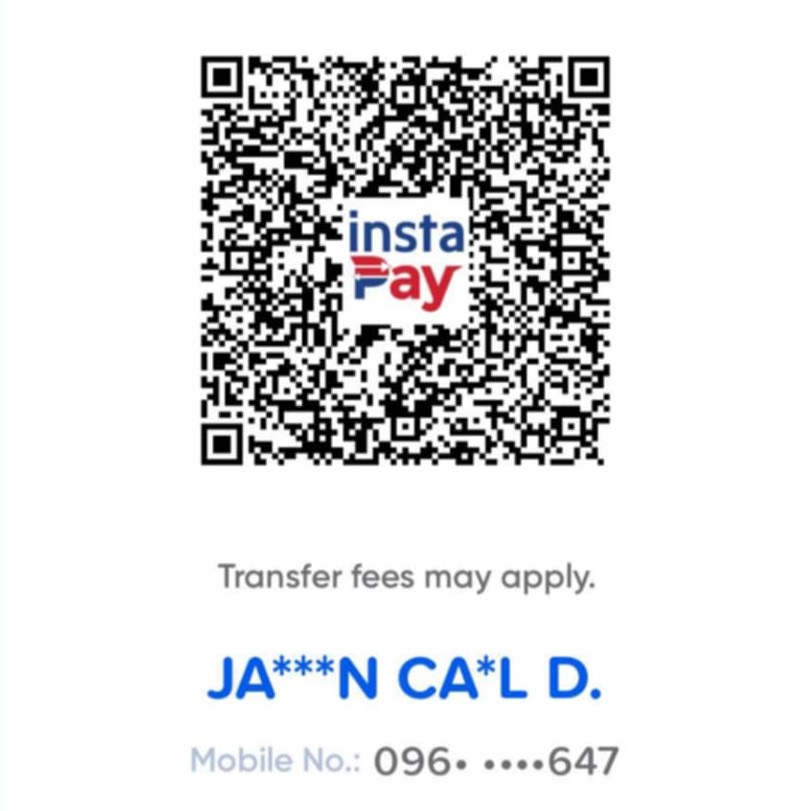 insta
Pay
Transfer fees may apply.
JA***N CA*L D.
Mobile No.: 096• ••••647